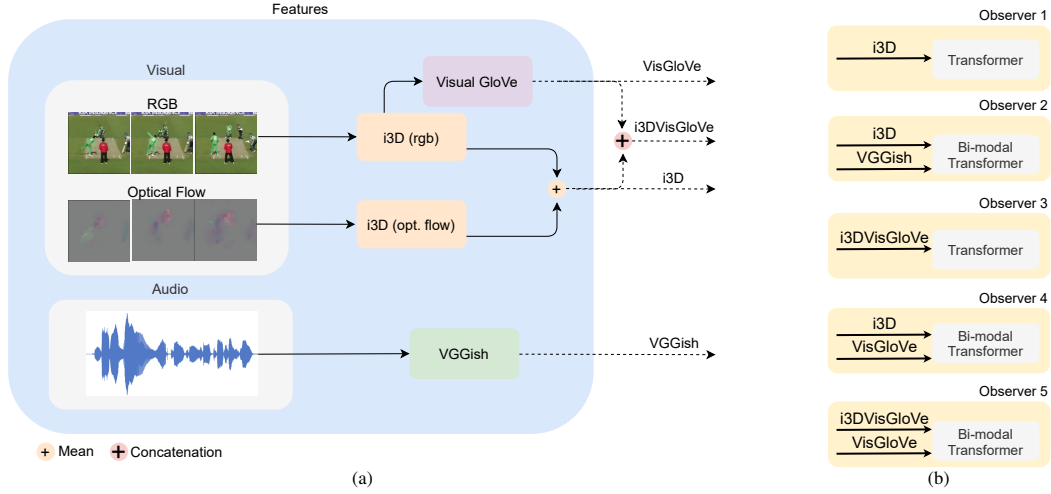 Features
Visual
RGB
Optical Flow
Audio
Visual GloVe
i3D (rgb)
i3D (opt. flow)
VGGish
VisGloVe
i3DVisGloVe
i3D
VGGish
Mean
Concatenation
(a)
Observer 1
i3D
Transformer
Observer 2
i3D
VGGish
Bi-modal
Transformer
Observer 3
i3DVisGloVe
Transformer
Observer 4
i3D
VisGloVe
Bi-modal
Transformer
Observer 5
i3DVisGloVe
VisGloVe
Bi-modal
Transformer
(b)